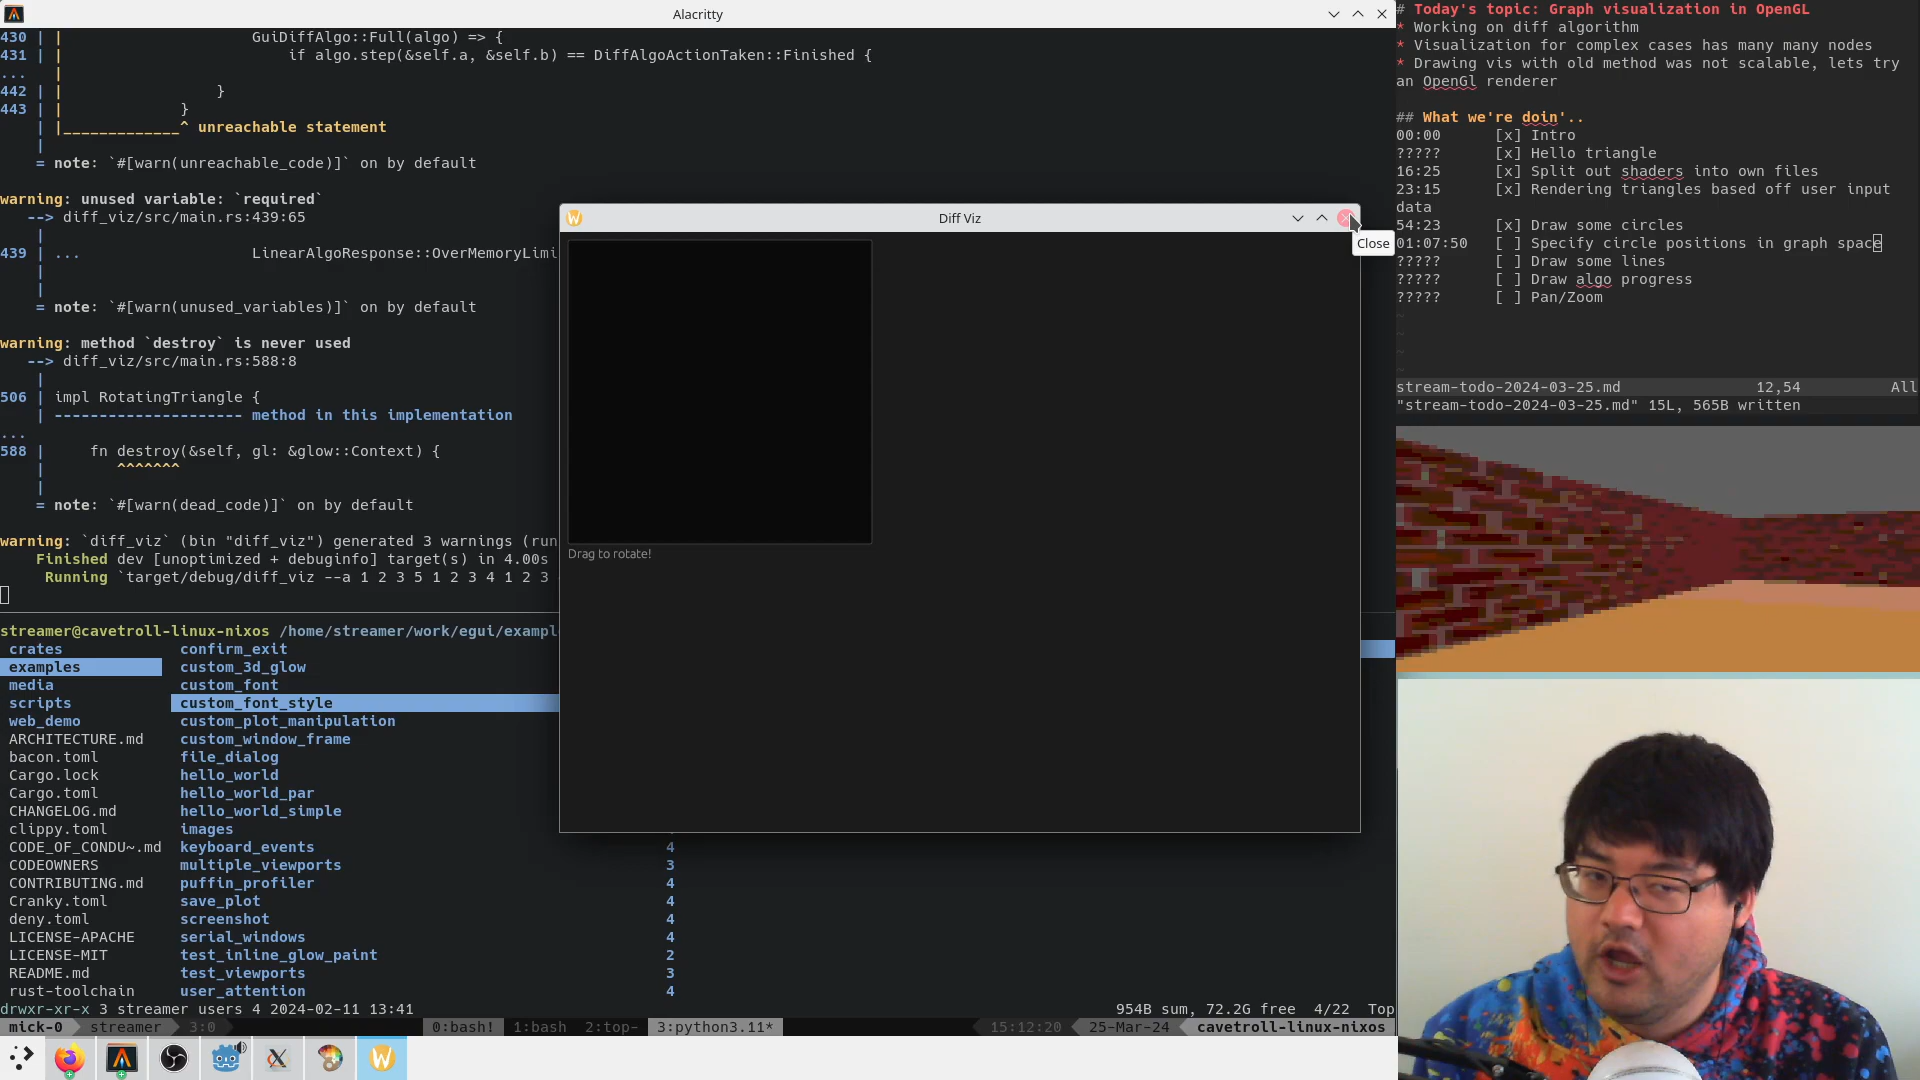 Alacritty
430 | |                     GuiDiffAlgo::Full(algo) => {
431 | |                         if algo.step(&self.a, &self.b) == DiffAlgoActionTaken::Finished {
...   |
442 | |                 }
443 | |             }
    | |_____________^ unreachable statement
    |
    = note: `#[warn(unreachable_code)]` on by default
warning: unused variable: `required`
   --> diff_viz/src/main.rs:439:65
    |
439 | ...                   LinearAlgoResponse::OverMemoryLimi
    |
    |
    = note: `#[warn(unused_variables)]` on by default
warning: method `destroy` is never used
   --> diff_viz/src/main.rs:588:8
    |
506 | impl RotatingTriangle {
    | --------------------- method in this implementation
...
588 |     fn destroy(&self, gl: &glow::Context) {
    |        ^^^^^^^
    |
    = note: `#[warn(dead_code)]` on by default
warning: `diff_viz` (bin "diff_viz") generated 3 warnings (run
    Finished dev [unoptimized + debuginfo] target(s) in 4.00s
     Running `target/debug/diff_viz --a 1 2 3 5 1 2 3 4 1 2 3
Diff Viz
Close
Drag to rotate!
streamer@cavetroll-linux-nixos /home/streamer/work/egui/exampl
crates confirm_exit
examples custom_3d_glow
media custom_font
scripts custom_font_style
web_demo custom_plot_manipulation
ARCHITECTURE.md custom_window_frame
bacon.toml file_dialog
Cargo.lock hello_world
Cargo.toml hello_world_par
CHANGELOG.md hello_world_simple
clippy.toml images
CODE_OF_CONDU~.md keyboard_events 4
CODEOWNERS multiple_viewports 3
CONTRIBUTING.md puffin_profiler 4
Cranky.toml save_plot 4
deny.toml screenshot 4
LICENSE-APACHE serial_windows 4
LICENSE-MIT test_inline_glow_paint 2
README.md test_viewports 3
rust-toolchain user_attention 4
drwxr-xr-x 3 streamer users 4 2024-02-11 13:41 954B sum, 72.2G free 4/22 Top
mick-0 streamer 3:0 0:bash! 1:bash 2:top- 3:python3.11* 15:12:20 25-Mar-24 cavetroll-linux-nixos
# Today's topic: Graph visualization in OpenGL
* Working on diff algorithm
* Visualization for complex cases has many many nodes
* Drawing vis with old method was not scalable, lets try
an OpenGl renderer
## What we're doin'..
00:00 [x] Intro
????? [x] Hello triangle
16:25 [x] Split out shaders into own files
23:15 [x] Rendering triangles based off user input
data
54:23 [x] Draw some circles
01:07:50 [ ] Specify circle positions in graph space
????? [ ] Draw some lines
????? [ ] Draw algo progress
????? [ ] Pan/Zoom
~
~
~
stream-todo-2024-03-25.md 12,54 All
"stream-todo-2024-03-25.md" 15L, 565B written